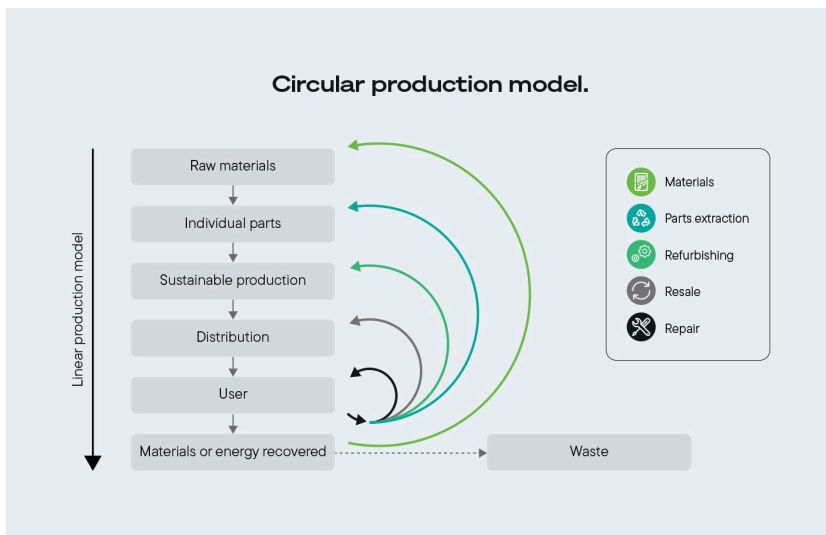 Circular production model.
Linear production model
Raw materials
Individual parts
Sustainable production
Distribution
User
Materials or energy recovered
Waste
Materials
Parts extraction
Refurbishing
Resale
Repair